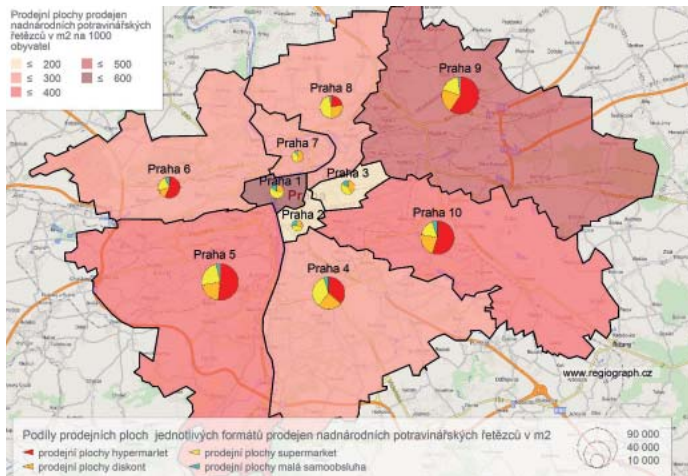 Prodejní plochy prodejen
nadnárodních potravinářských
řetězců v m2 na 1000
obyvatel
≤ 200 ≤ 500
≤ 300 ≤ 600
≤ 400
Praha 9
Praha 8
Praha 7
Praha 6
Praha 3
Praha 1
Pr
Praha 2
Praha 10
Praha 5
Praha 4
www.regiograph.cz
Podíly prodejních ploch jednotlivých formátů prodejen nadnárodních potravinářských řetězců v m2
prodejní plochy hypermarket prodejní plochy supermarket
prodejní plochy diskont prodejní plochy malá samoobsluha
90 000
40 000
10 000